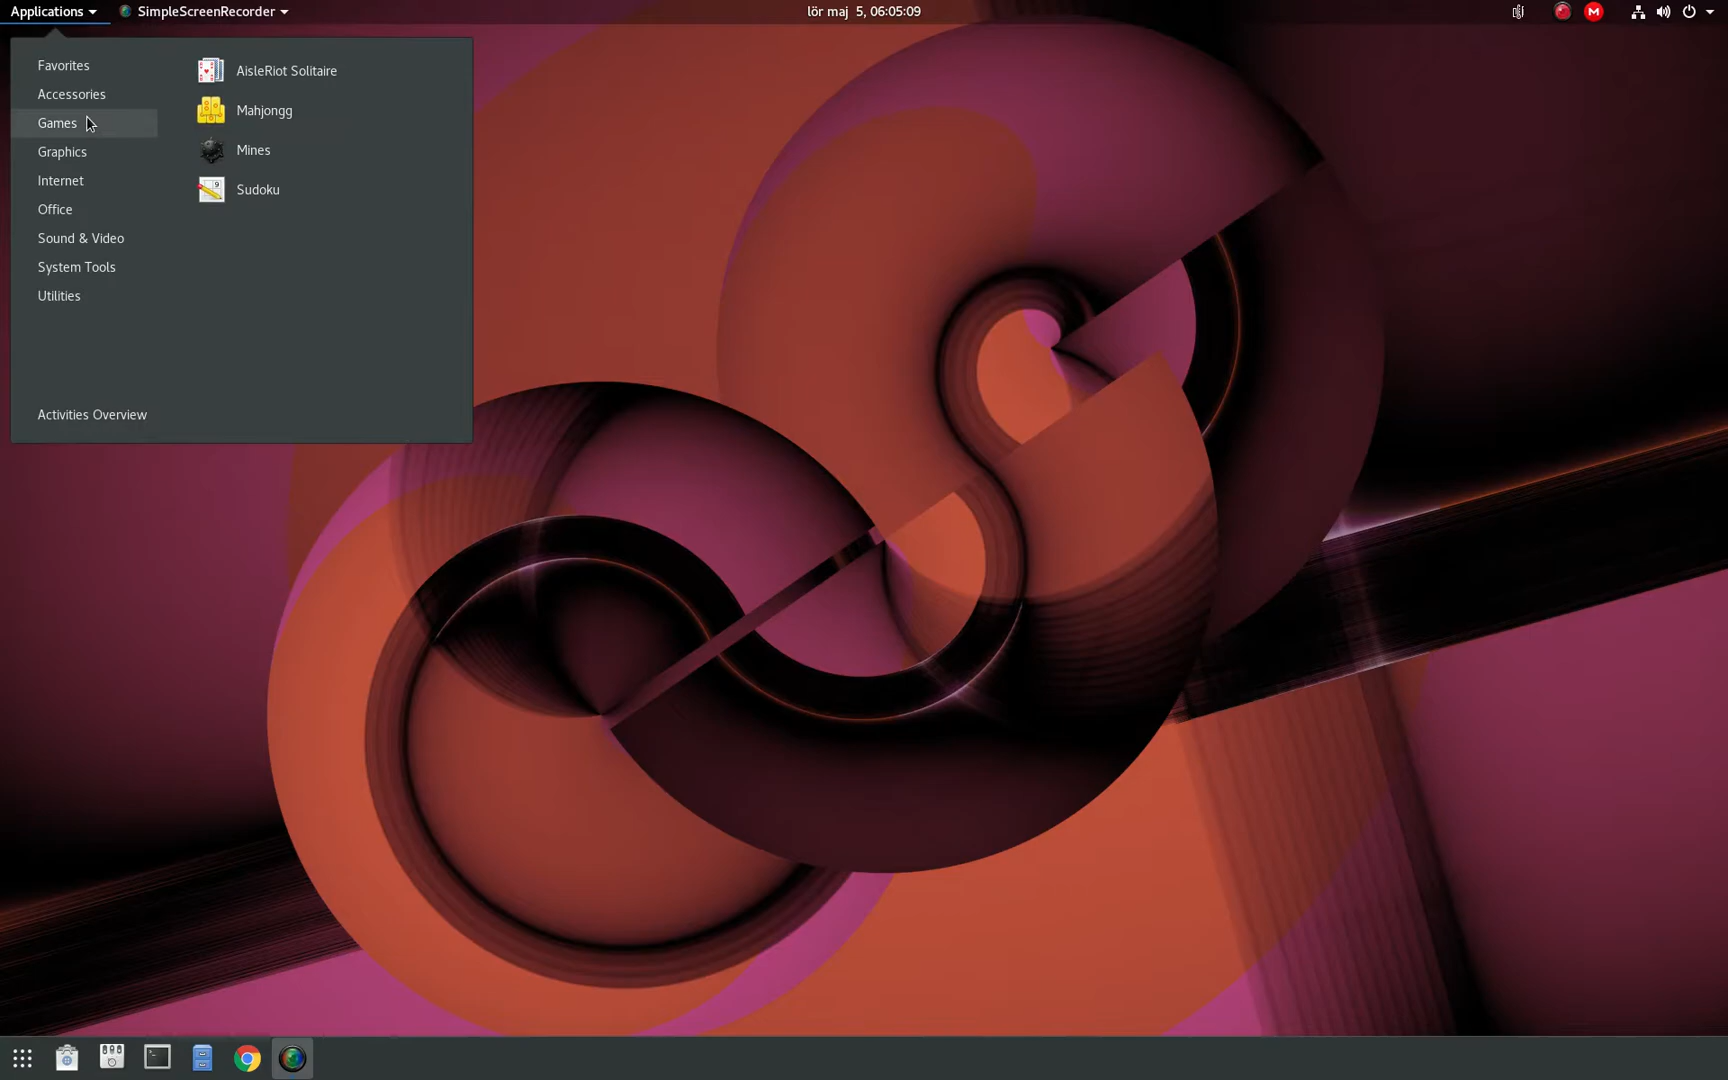 Applications SimpleScreenRecorder lör maj 5, 06:05:09 M
Favorites
Accessories
Games
Graphics
Internet
Office
Sound & Video
System Tools
Utilities
Activities Overview
AisleRiot Solitaire
Mahjongg
Mines
9
Sudoku